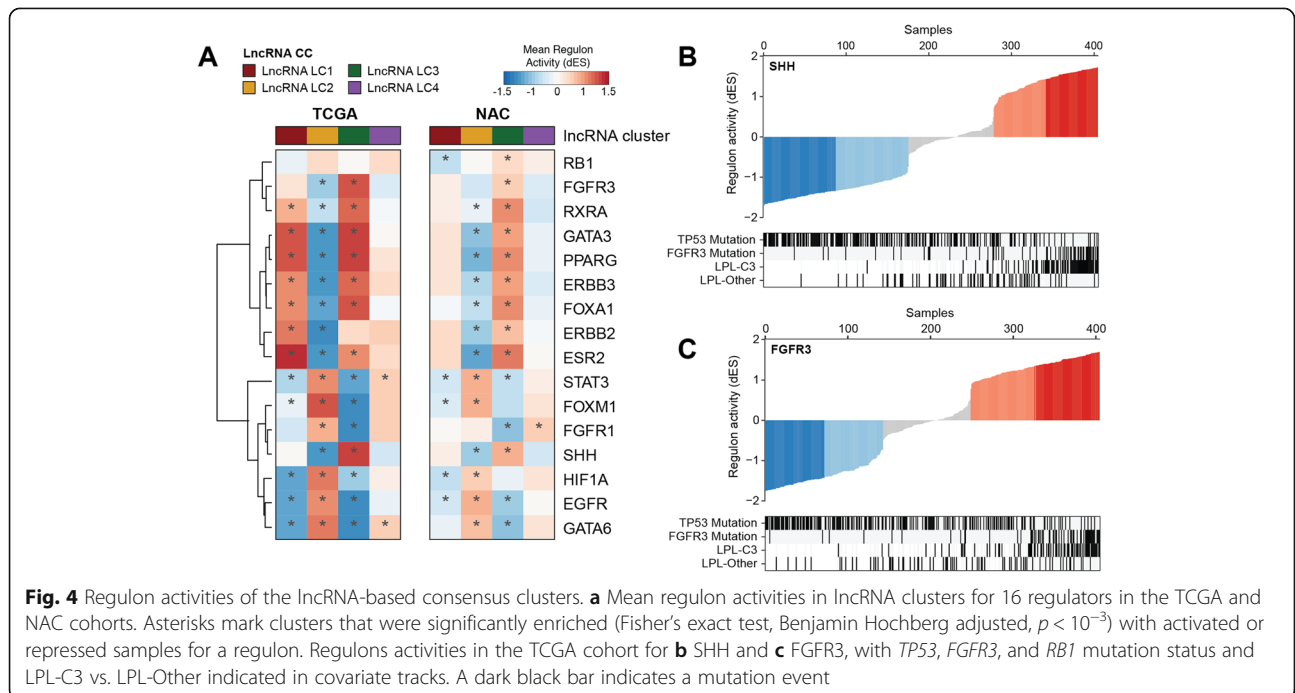 A
LncRNA CC
LncRNA LC1
LncRNA LC3
LncRNA LC2
LncRNA LC4
Mean Regulon
Activity (dES)
-1.5 -1 0 1 1.5
TCGA
NAC
lncRNA cluster
* * RB1
* * * FGFR3
* * * * * RXRA
* * * * * GATA3
* * * * * PPARG
* * * * * ERBB3
* * * * * FOXA1
* * * * ERBB2
* * * * * ESR2
* * * * * * * STAT3
* * * * * FOXM1
* * * * FGFR1
* * * * SHH
* * * * * HIF1A
* * * * * * EGFR
* * * * * * GATA6
B
Samples
0 100 200 300 400
SHH
Regulon activity (dES)
2
1
0
−1
−2
TP53 Mutation
FGFR3 Mutation
LPL-C3
LPL-Other
C
Samples
0 100 200 300 400
FGFR3
Regulon activity (dES)
2
1
0
−1
−2
TP53 Mutation
FGFR3 Mutation
LPL-C3
LPL-Other
Fig. 4 Regulon activities of the lncRNA-based consensus clusters. a Mean regulon activities in lncRNA clusters for 16 regulators in the TCGA and
NAC cohorts. Asterisks mark clusters that were significantly enriched (Fisher's exact test, Benjamin Hochberg adjusted, p < 10−3) with activated or
repressed samples for a regulon. Regulons activities in the TCGA cohort for b SHH and c FGFR3, with TP53, FGFR3, and RB1 mutation status and
LPL-C3 vs. LPL-Other indicated in covariate tracks. A dark black bar indicates a mutation event